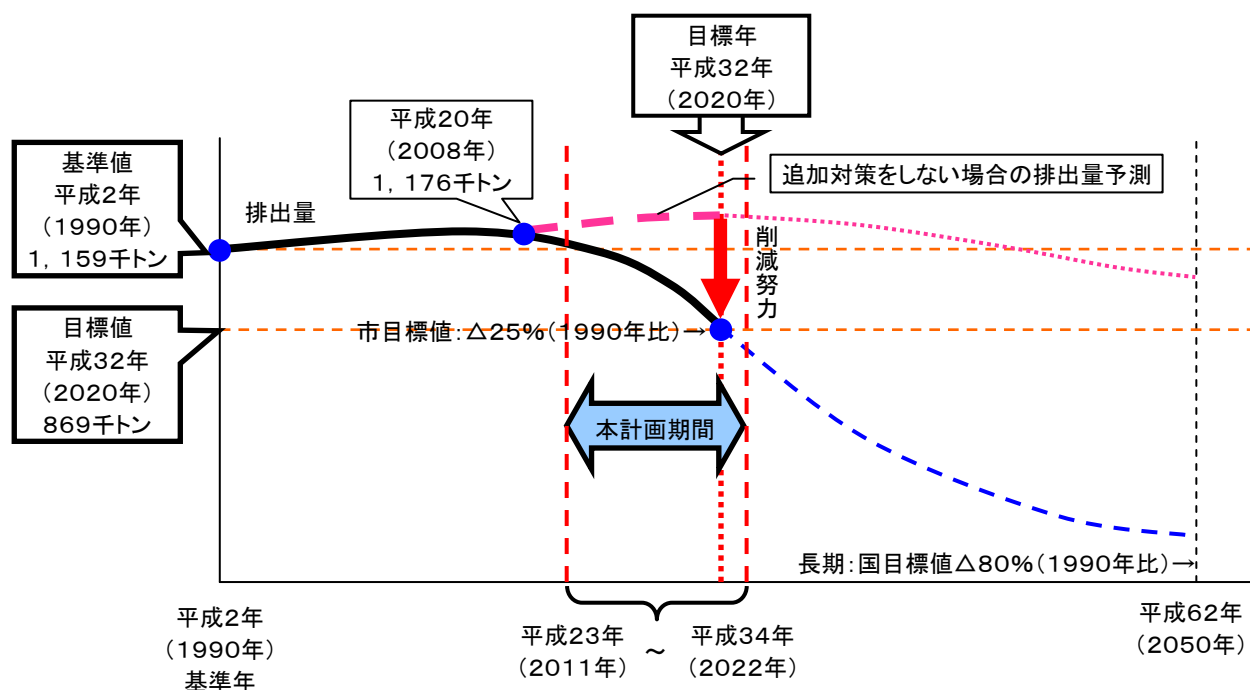 目標年
平成32年
(2020年)
平成20年
(2008年)
1,176千トン
基準値
平成2年
(1990年)
1,159千トン
追加対策をしない場合の排出量予測
排出量
削減努力
目標値
平成32年
(2020年)
869千トン
市目標値:△25%(1990年比)→
本計画期間
長期:国目標値△80%(1990年比)→
平成2年
(1990年)
基準年
平成23年
(2011年)
~
平成34年
(2022年)
平成62年
(2050年)